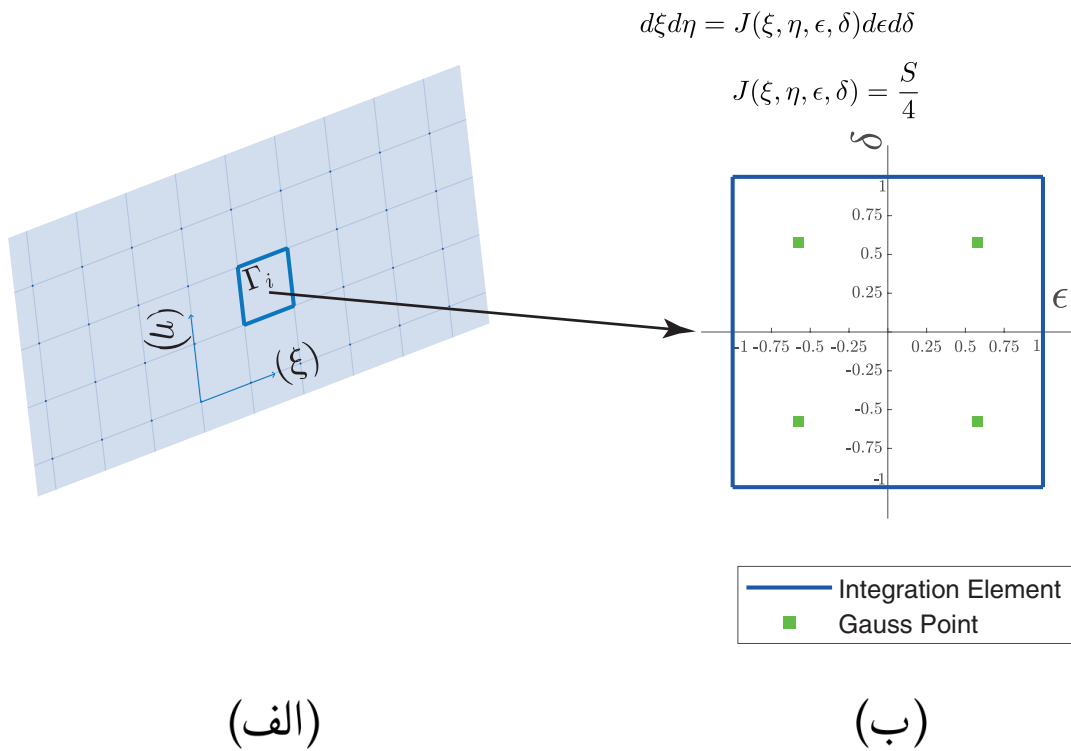 dξdη = J(ξ, η, ϵ, δ)dϵdδ
J(ξ, η, ϵ, δ) = S/4
δ
1
0.75
0.5
0.25
ϵ
-1 -0.75 -0.5 -0.25 0.25 0.5 0.75 1
-0.25
-0.5
-0.75
-1
Γi
(η)
(ξ)
Integration Element
Gauss Point
(الف)
(ب)